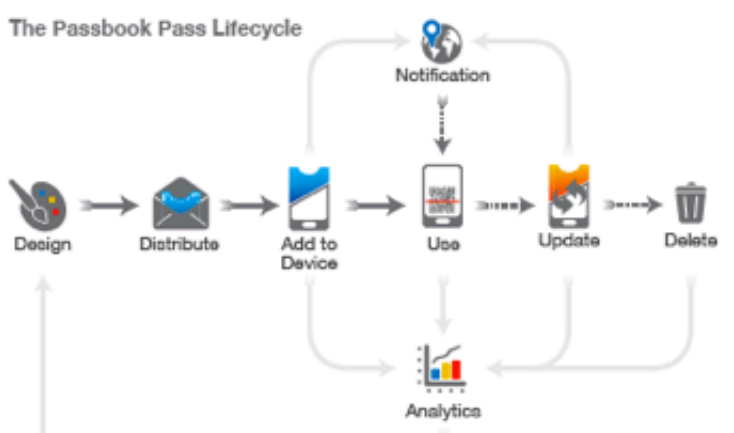 The Passbook Pass Lifecycle
Notification
Design
Distribute
Add to
Device
Use
Update
Delete
Analytics